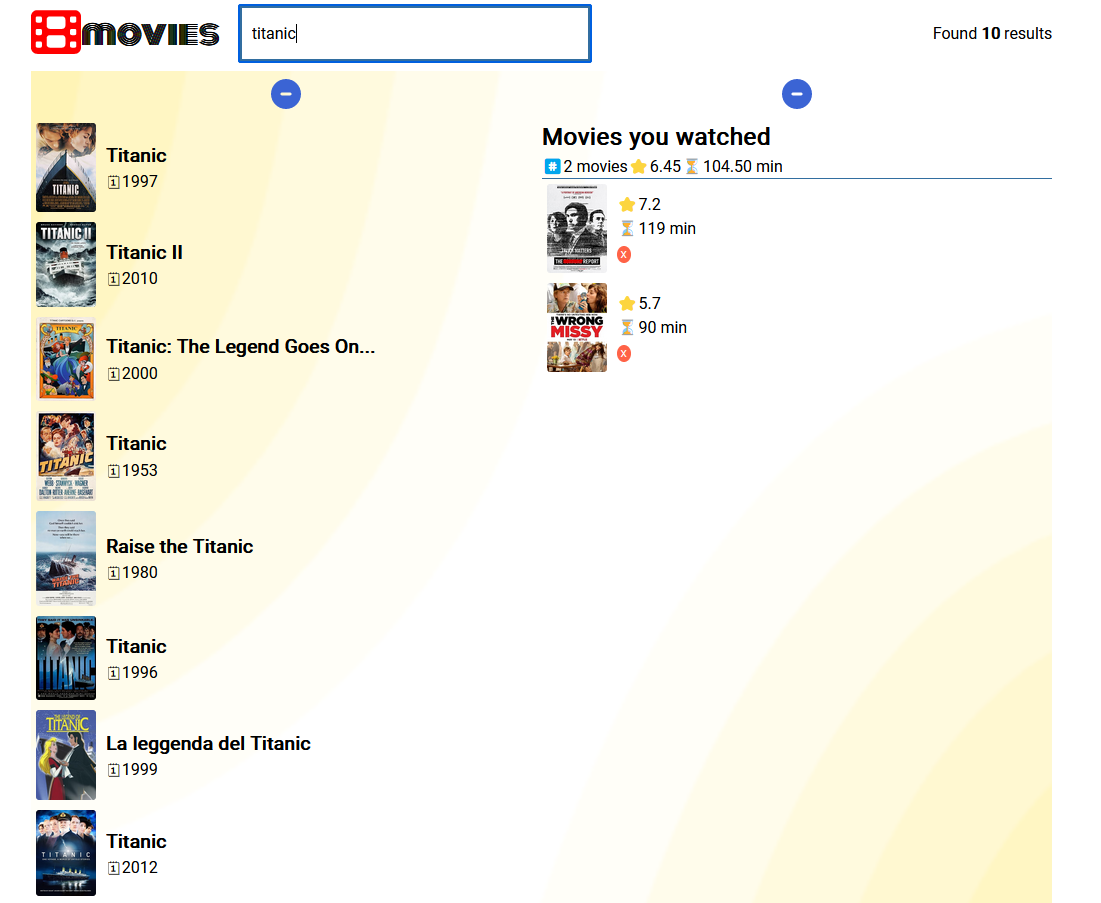 MOVIES
titanic
Found 10 results
Movies you watched
2 movies 6.45 104.50 min
7.2
119 min
X
THE REPORT
5.7
90 min
X
THE WRONG
MISSY
Titanic
1997
TITANIC
Titanic II
2010
TITANIC II
Titanic: The Legend Goes On...
2000
TITANIC
Titanic
1953
TITANIC
Raise the Titanic
1980
Titanic
1996
TITANIC
La leggenda del Titanic
1999
TITANIC
Titanic
2012
TITANIC